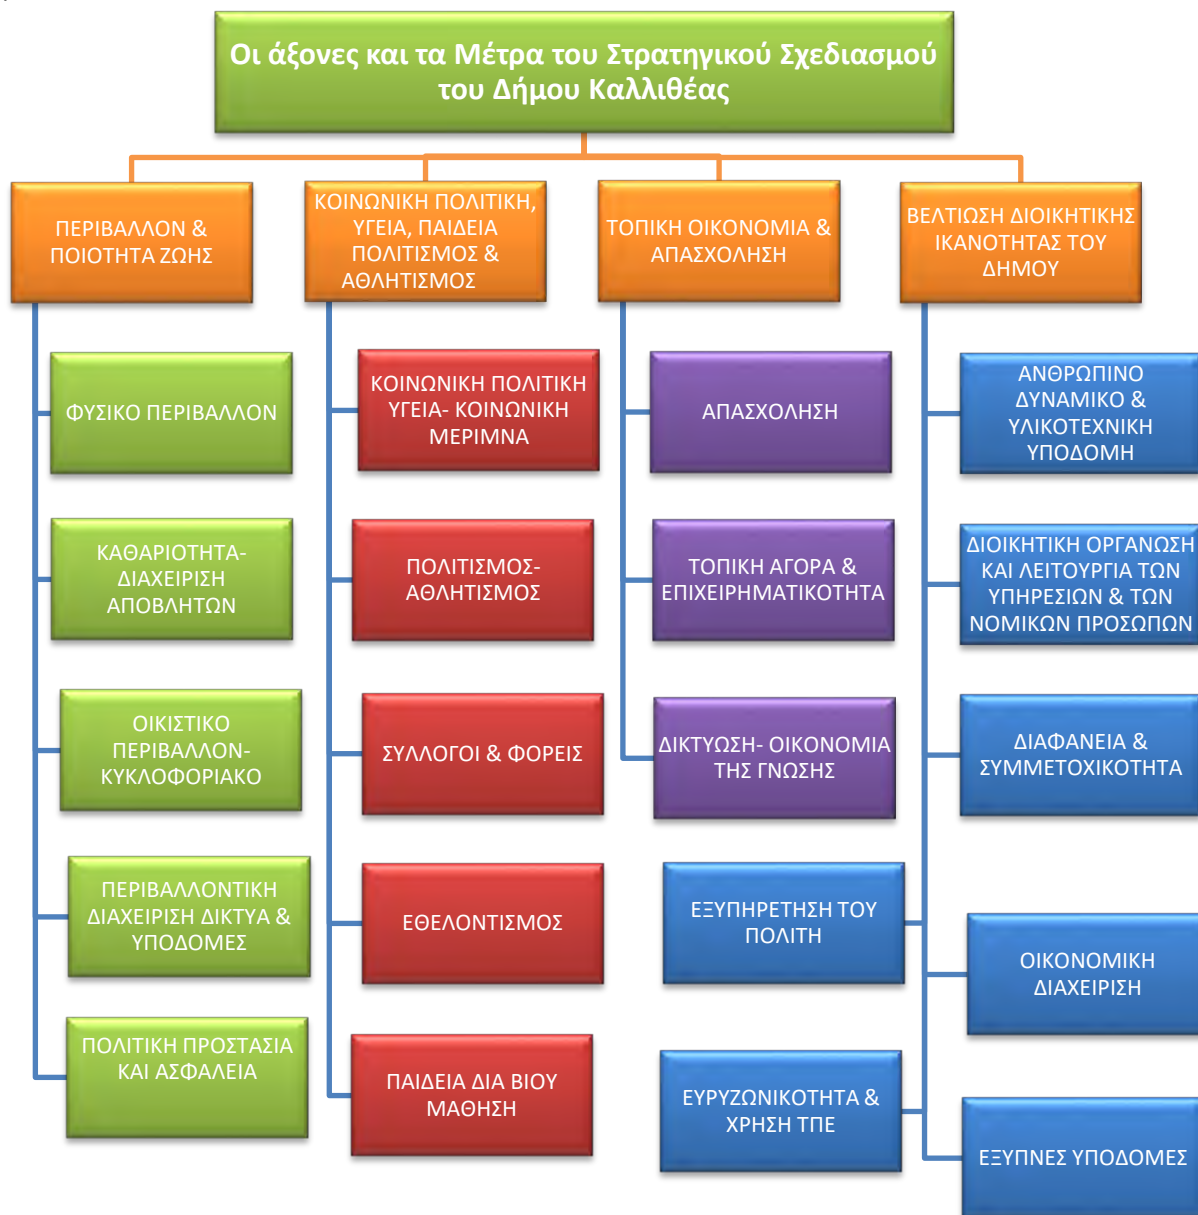 Οι άξονες και τα Μέτρα του Στρατηγικού Σχεδιασμού
του Δήμου Καλλιθέας
ΠΕΡΙΒΑΛΛΟΝ &
ΠΟΙΟΤΗΤΑ ΖΩΗΣ
ΦΥΣΙΚΟ ΠΕΡΙΒΑΛΛΟΝ
ΚΑΘΑΡΙΟΤΗΤΑ-
ΔΙΑΧΕΙΡΙΣΗ
ΑΠΟΒΛΗΤΩΝ
ΟΙΚΙΣΤΙΚΟ
ΠΕΡΙΒΑΛΛΟΝ-
ΚΥΚΛΟΦΟΡΙΑΚΟ
ΠΕΡΙΒΑΛΛΟΝΤΙΚΗ
ΔΙΑΧΕΙΡΙΣΗ ΔΙΚΤΥΑ &
ΥΠΟΔΟΜΕΣ
ΠΟΛΙΤΙΚΗ ΠΡΟΣΤΑΣΙΑ
ΚΑΙ ΑΣΦΑΛΕΙΑ
ΚΟΙΝΩΝΙΚΗ ΠΟΛΙΤΙΚΗ,
ΥΓΕΙΑ, ΠΑΙΔΕΙΑ
ΠΟΛΙΤΙΣΜΟΣ &
ΑΘΛΗΤΙΣΜΟΣ
ΚΟΙΝΩΝΙΚΗ ΠΟΛΙΤΙΚΗ
ΥΓΕΙΑ- ΚΟΙΝΩΝΙΚΗ
ΜΕΡΙΜΝΑ
ΠΟΛΙΤΙΣΜΟΣ-
ΑΘΛΗΤΙΣΜΟΣ
ΣΥΛΛΟΓΟΙ & ΦΟΡΕΙΣ
ΕΘΕΛΟΝΤΙΣΜΟΣ
ΠΑΙΔΕΙΑ ΔΙΑ ΒΙΟΥ
ΜΑΘΗΣΗ
ΤΟΠΙΚΗ ΟΙΚΟΝΟΜΙΑ &
ΑΠΑΣΧΟΛΗΣΗ
ΑΠΑΣΧΟΛΗΣΗ
ΤΟΠΙΚΗ ΑΓΟΡΑ &
ΕΠΙΧΕΙΡΗΜΑΤΙΚΟΤΗΤΑ
ΔΙΚΤΥΩΣΗ- ΟΙΚΟΝΟΜΙΑ
ΤΗΣ ΓΝΩΣΗΣ
ΒΕΛΤΙΩΣΗ ΔΙΟΙΚΗΤΙΚΗΣ
ΙΚΑΝΟΤΗΤΑΣ ΤΟΥ
ΔΗΜΟΥ
ΑΝΘΡΩΠΙΝΟ
ΔΥΝΑΜΙΚΟ &
ΥΛΙΚΟΤΕΧΝΙΚΗ
ΥΠΟΔΟΜΗ
ΔΙΟΙΚΗΤΙΚΗ ΟΡΓΑΝΩΣΗ
ΚΑΙ ΛΕΙΤΟΥΡΓΙΑ ΤΩΝ
ΥΠΗΡΕΣΙΩΝ & ΤΩΝ
ΝΟΜΙΚΩΝ ΠΡΟΣΩΠΩΝ
ΔΙΑΦΑΝΕΙΑ &
ΣΥΜΜΕΤΟΧΙΚΟΤΗΤΑ
ΕΞΥΠΗΡΕΤΗΣΗ ΤΟΥ
ΠΟΛΙΤΗ
ΟΙΚΟΝΟΜΙΚΗ
ΔΙΑΧΕΙΡΙΣΗ
ΕΥΡΥΖΩΝΙΚΟΤΗΤΑ &
ΧΡΗΣΗ ΤΠΕ
ΕΞΥΠΝΕΣ ΥΠΟΔΟΜΕΣ